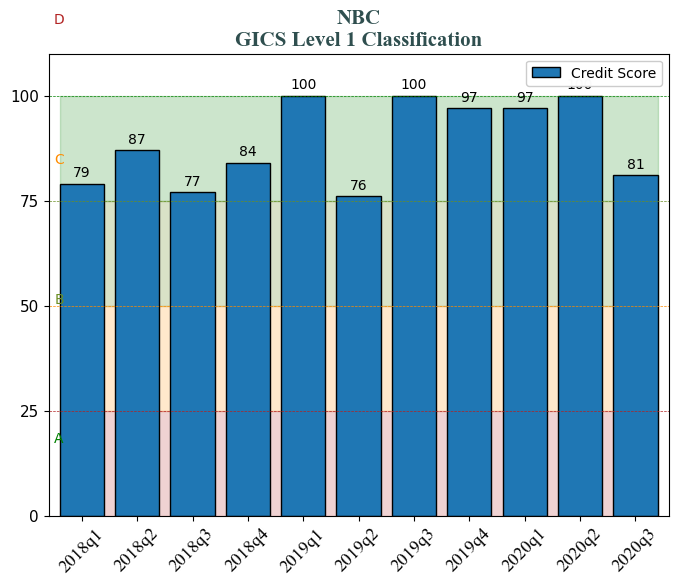 D
NBC
GICS Level 1 Classification
Credit Score
100
75
50
25
0
C
B
A
79
87
77
84
100
76
100
97
97
81
2018q1
2018q2
2018q3
2018q4
2019q1
2019q2
2019q3
2019q4
2020q1
2020q2
2020q3